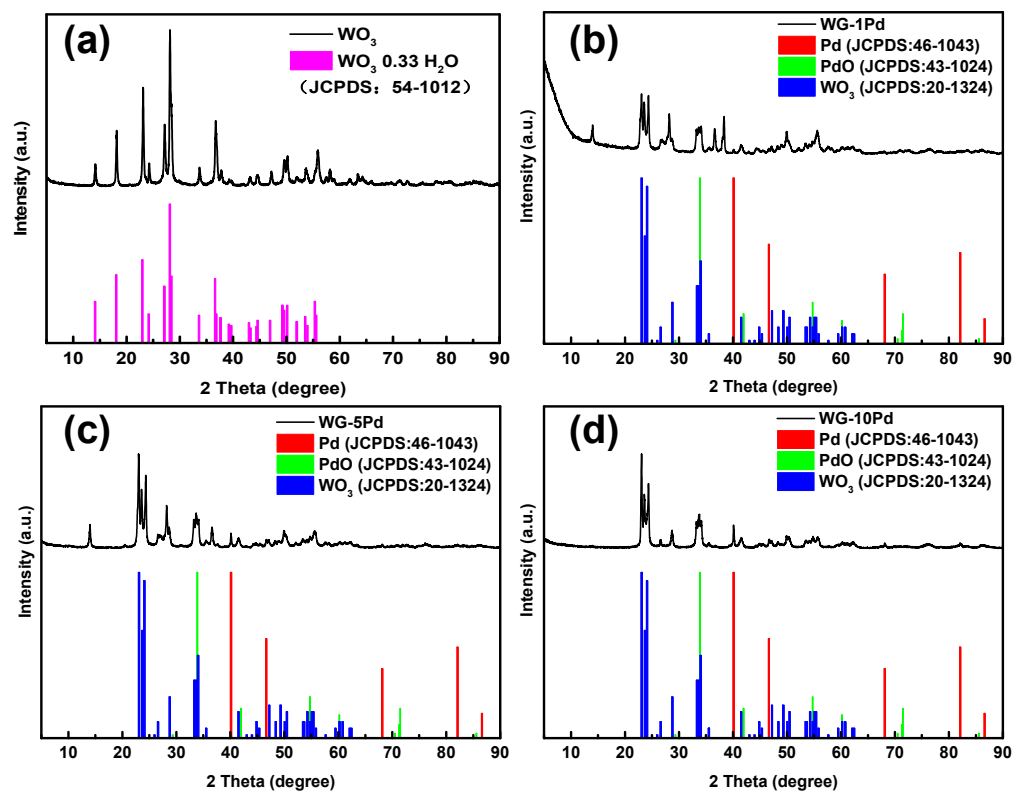 (a)
WO₃
WO₃ 0.33 H₂O
（JCPDS：54-1012）
Intensity (a.u.)
10 20 30 40 50 60 70 80 90
2 Theta (degree)
(b)
WG-1Pd
Pd (JCPDS:46-1043)
PdO (JCPDS:43-1024)
WO₃ (JCPDS:20-1324)
Intensity (a.u.)
10 20 30 40 50 60 70 80 90
2 Theta (degree)
(c)
WG-5Pd
Pd (JCPDS:46-1043)
PdO (JCPDS:43-1024)
WO₃ (JCPDS:20-1324)
Intensity (a.u.)
10 20 30 40 50 60 70 80 90
2 Theta (degree)
(d)
WG-10Pd
Pd (JCPDS:46-1043)
PdO (JCPDS:43-1024)
WO₃ (JCPDS:20-1324)
Intensity (a.u.)
10 20 30 40 50 60 70 80 90
2 Theta (degree)